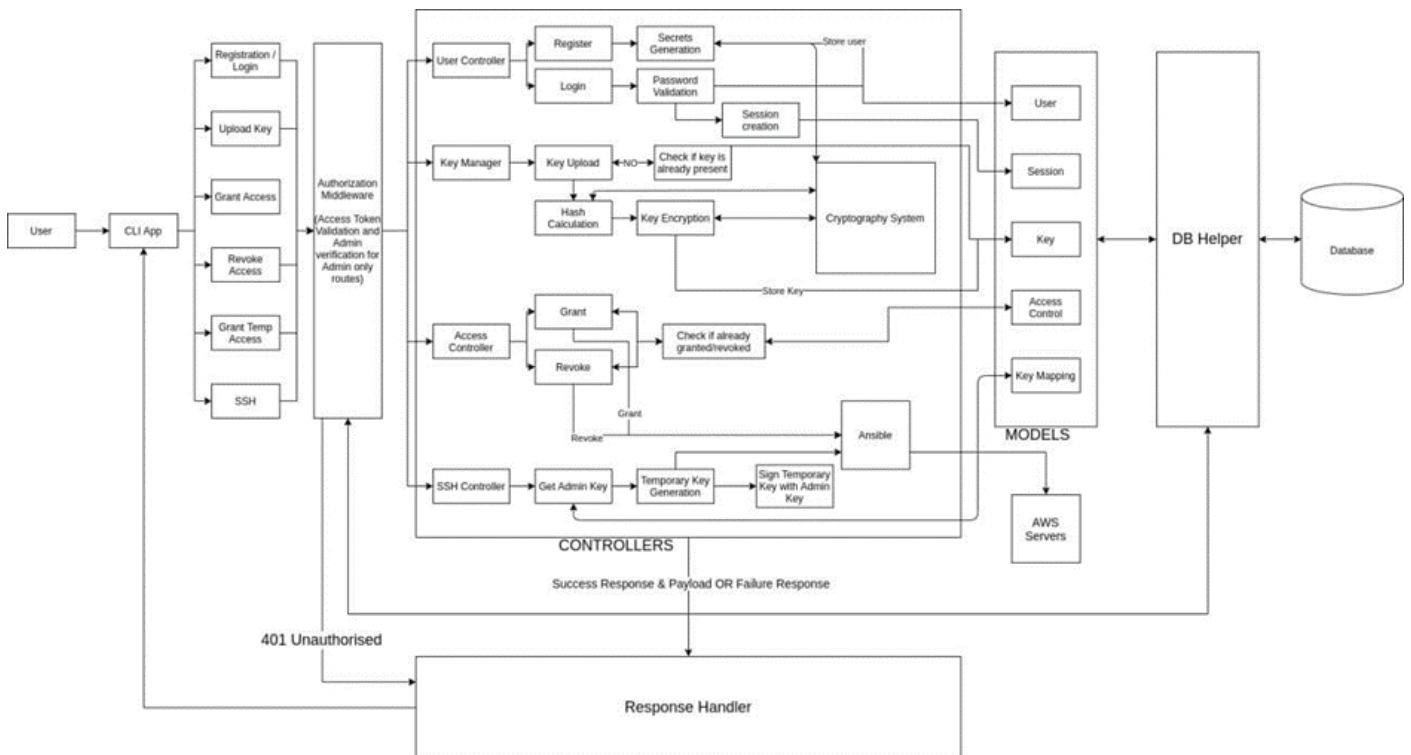 User
CLI App
Registration /
Login
Upload Key
Grant Access
Revoke
Access
Grant Temp
Access
SSH
Authorization
Middleware
(Access Token
Validation and
Admin
verification for
Admin only
routes)
User Controller
Register
Secrets
Generation
Store user
Login
Password
Validation
Session
creation
Key Manager
Key Upload
NO
Check if key is
already present
Hash
Calculation
Key Encryption
Cryptography System
Store Key
Access
Controller
Grant
Revoke
Check if already
granted/revoked
Grant
Revoke
Ansible
SSH Controller
Get Admin Key
Temporary Key
Generation
Sign Temporary
Key with Admin
Key
CONTROLLERS
User
Session
Key
Access
Control
Key Mapping
MODELS
DB Helper
Database
AWS
Servers
Success Response & Payload OR Failure Response
401 Unauthorised
Response Handler